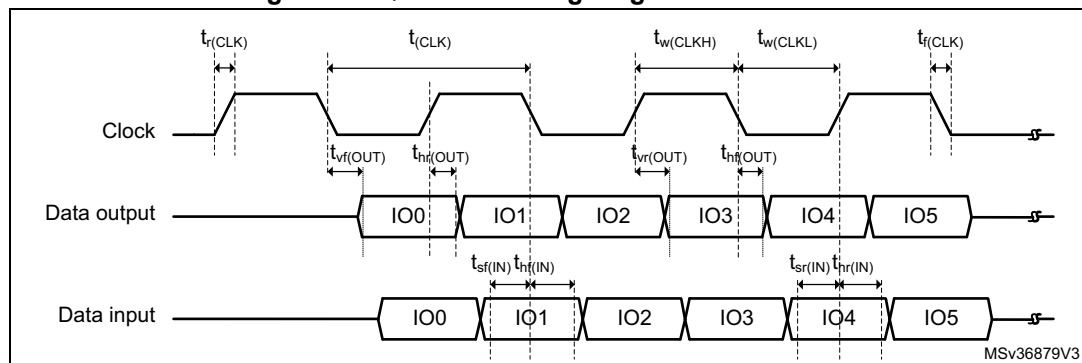 tr(CLK) t(CLK) tw(CLKH) tw(CLKL) tf(CLK)
Clock
tvf(OUT) thr(OUT) tvr(OUT) thf(OUT)
Data output IO0 IO1 IO2 IO3 IO4 IO5
tsf(IN) thf(IN) tsr(IN) thr(IN)
Data input IO0 IO1 IO2 IO3 IO4 IO5
MSv36879V3